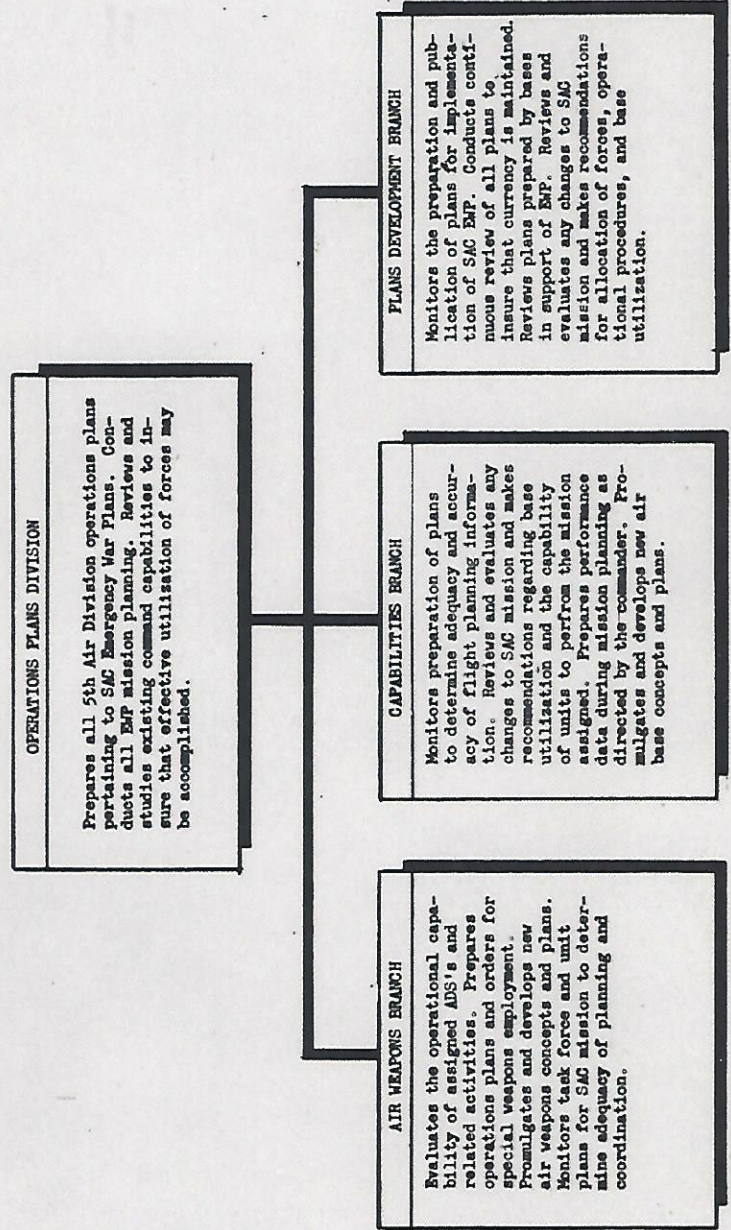 OPERATIONS PLANS DIVISION
Prepares all 5th Air Division operations plans
pertaining to SAC Emergency War Plans. Con-
ducts all EWP mission planning. Reviews and
studies existing command capabilities to in-
sure that effective utilization of forces may
be accomplished.
AIR WEAPONS BRANCH
Evaluates the operational capa-
bility of assigned ADS's and
related activities. Prepares
operations plans and orders for
special weapons employment.
Promulgates and develops new
air weapons concepts and plans.
Monitors task force and unit
plans for SAC mission to deter-
mine adequacy of planning and
coordination.
CAPABILITIES BRANCH
Monitors preparation of plans
to determine adequacy and accur-
acy of flight planning informa-
tion. Reviews and evaluates any
changes to SAC mission and makes
recommendations regarding base
utilization and the capability
of units to perfrom the mission
assigned. Prepares performance
data during mission planning as
directed by the commander. Pro-
mulgates and develops new air
base concepts and plans.
PLANS DEVELOPMENT BRANCH
Monitors the preparation and pub-
lication of plans for implementa-
tion of SAC EWP. Conducts conti-
nuous review of all plans to
insure that currency is maintained.
Reviews plans prepared by bases
in support of EWP. Reviews and
evaluates any changes to SAC
mission and makes recommendations
for allocation of forces, opera-
tional procedures, and base
utilization.